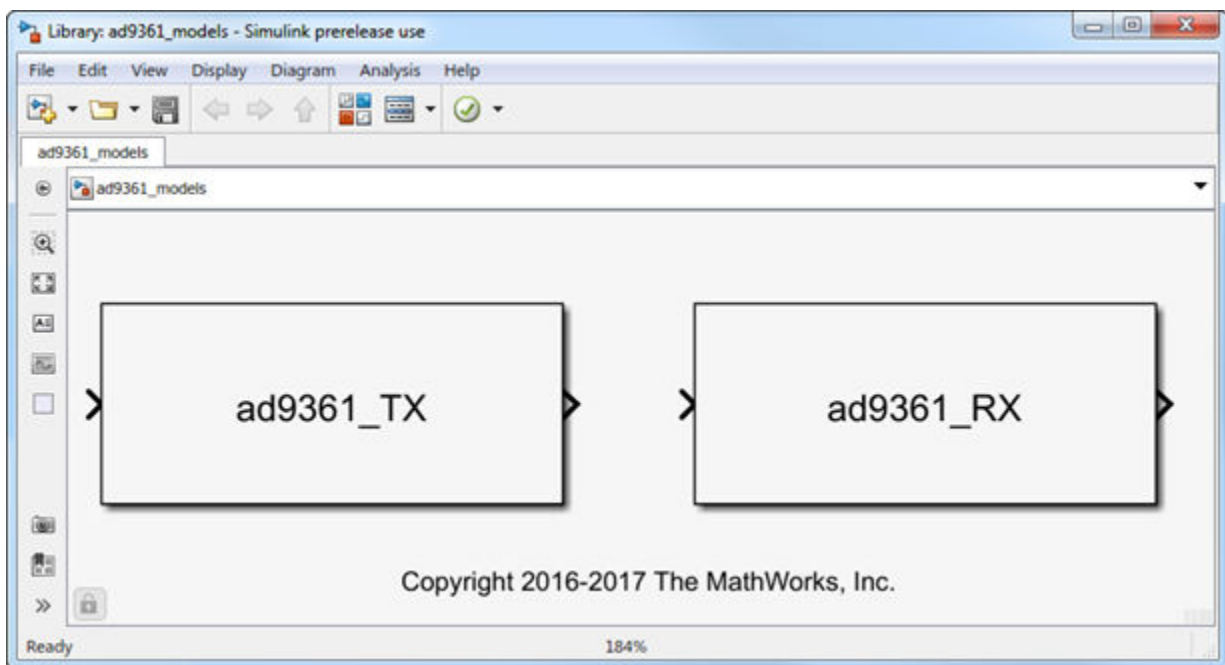 Library: ad9361_models - Simulink prerelease use
File Edit View Display Diagram Analysis Help
ad9361_models
ad9361_models
ad9361_TX
ad9361_RX
Copyright 2016-2017 The MathWorks, Inc.
Ready 184%